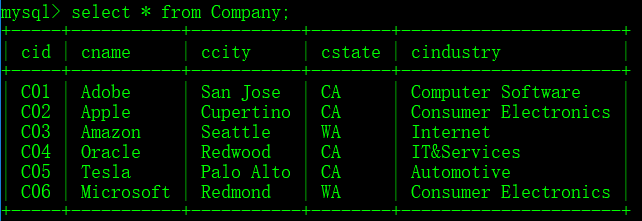 mysql> select * from Company;
+-----+-----------+-----------+--------+----------------------+
| cid | cname     | ccity     | cstate | cindustry            |
+-----+-----------+-----------+--------+----------------------+
| C01 | Adobe     | San Jose  | CA     | Computer Software    |
| C02 | Apple     | Cupertino | CA     | Consumer Electronics |
| C03 | Amazon    | Seattle   | WA     | Internet             |
| C04 | Oracle    | Redwood   | CA     | IT&Services          |
| C05 | Tesla     | Palo Alto | CA     | Automotive           |
| C06 | Microsoft | Redmond   | WA     | Consumer Electronics |
+-----+-----------+-----------+--------+----------------------+